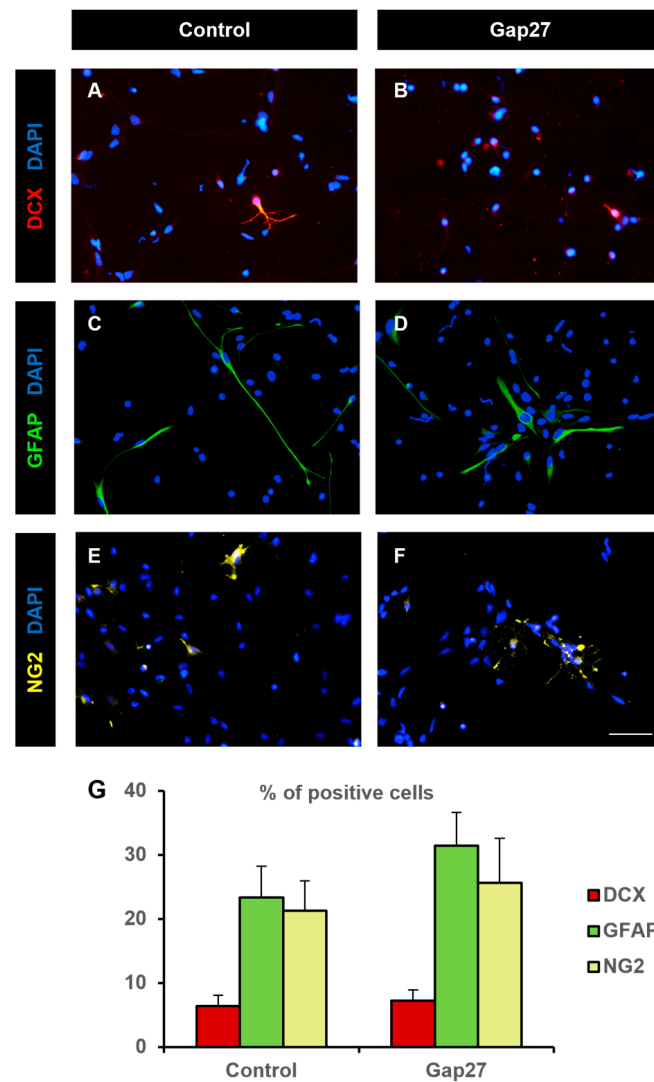 Control
Gap27
DCX DAPI
A
B
GFAP DAPI
C
D
NG2 DAPI
E
F
G
% of positive cells
40
30
20
10
0
Control
Gap27
DCX
GFAP
NG2